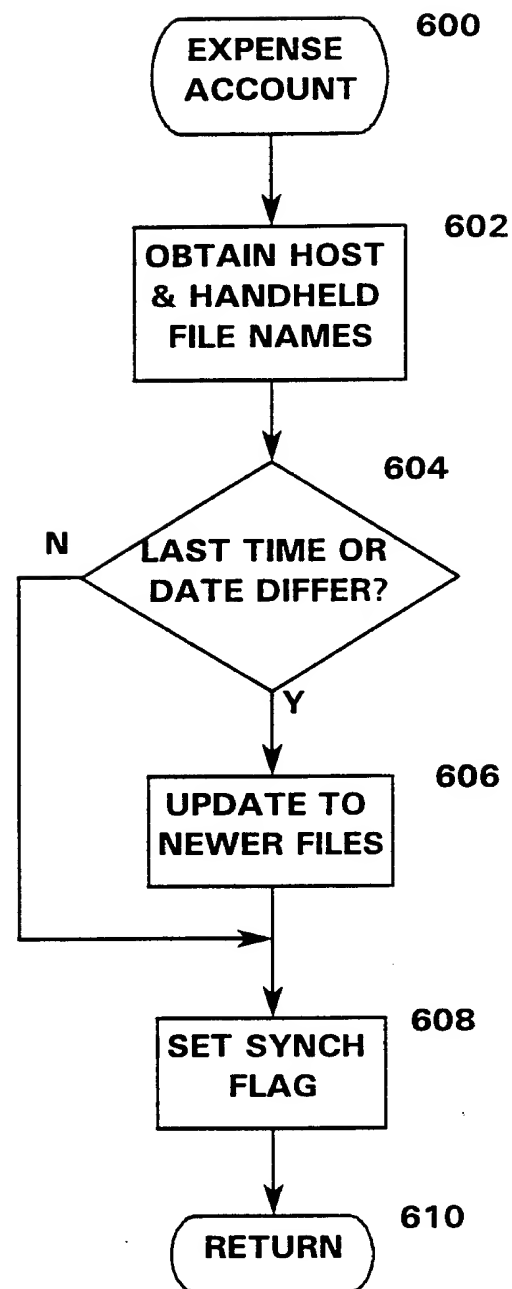 600
EXPENSE
ACCOUNT
602
OBTAIN HOST
& HANDHELD
FILE NAMES
604
N
LAST TIME OR
DATE DIFFER?
Y
606
UPDATE TO
NEWER FILES
608
SET SYNCH
FLAG
610
RETURN